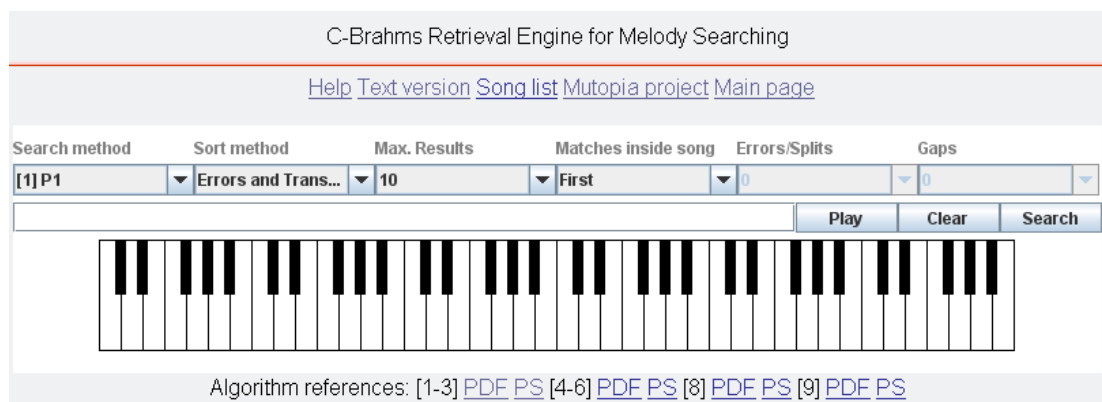 C-Brahms Retrieval Engine for Melody Searching
Help Text version Song list Mutopia project Main page
Search method Sort method Max. Results Matches inside song Errors/Splits Gaps
[1] P1 Errors and Trans... 10 First 0 0
Play Clear Search
Algorithm references: [1-3] PDF PS [4-6] PDF PS [8] PDF PS [9] PDF PS